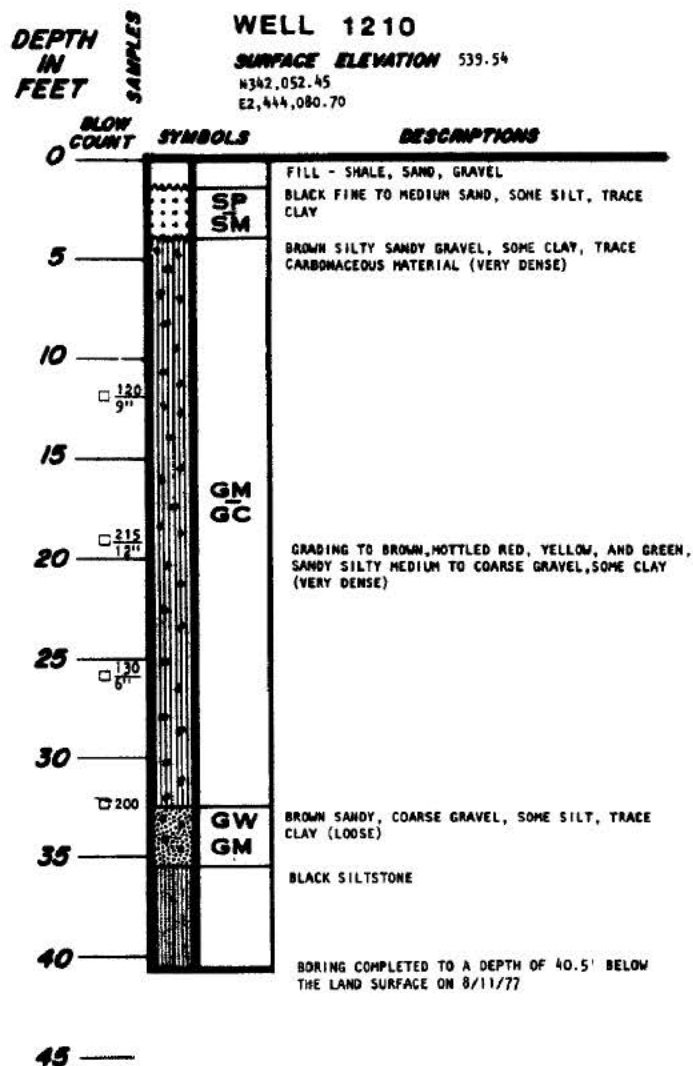 WELL 1210
DEPTH
IN
FEET
SAMPLES
SURFACE ELEVATION 539.54
N342,052.45
E2,444,080.70
BLOW
COUNT
SYMBOLS
DESCRIPTIONS
0
FILL - SHALE, SAND, GRAVEL
SP
SM
BLACK FINE TO MEDIUM SAND, SOME SILT, TRACE
CLAY
5
BROWN SILTY SANDY GRAVEL, SOME CLAY, TRACE
CARBONACEOUS MATERIAL (VERY DENSE)
10
120
9"
15
GM
GC
215
12"
20
GRADING TO BROWN, MOTTLED RED, YELLOW, AND GREEN,
SANDY SILTY MEDIUM TO COARSE GRAVEL, SOME CLAY
(VERY DENSE)
25
130
6"
30
200
GW
GM
BROWN SANDY, COARSE GRAVEL, SOME SILT, TRACE
CLAY (LOOSE)
35
BLACK SILTSTONE
40
BORING COMPLETED TO A DEPTH OF 40.5' BELOW
THE LAND SURFACE ON 8/11/77
45